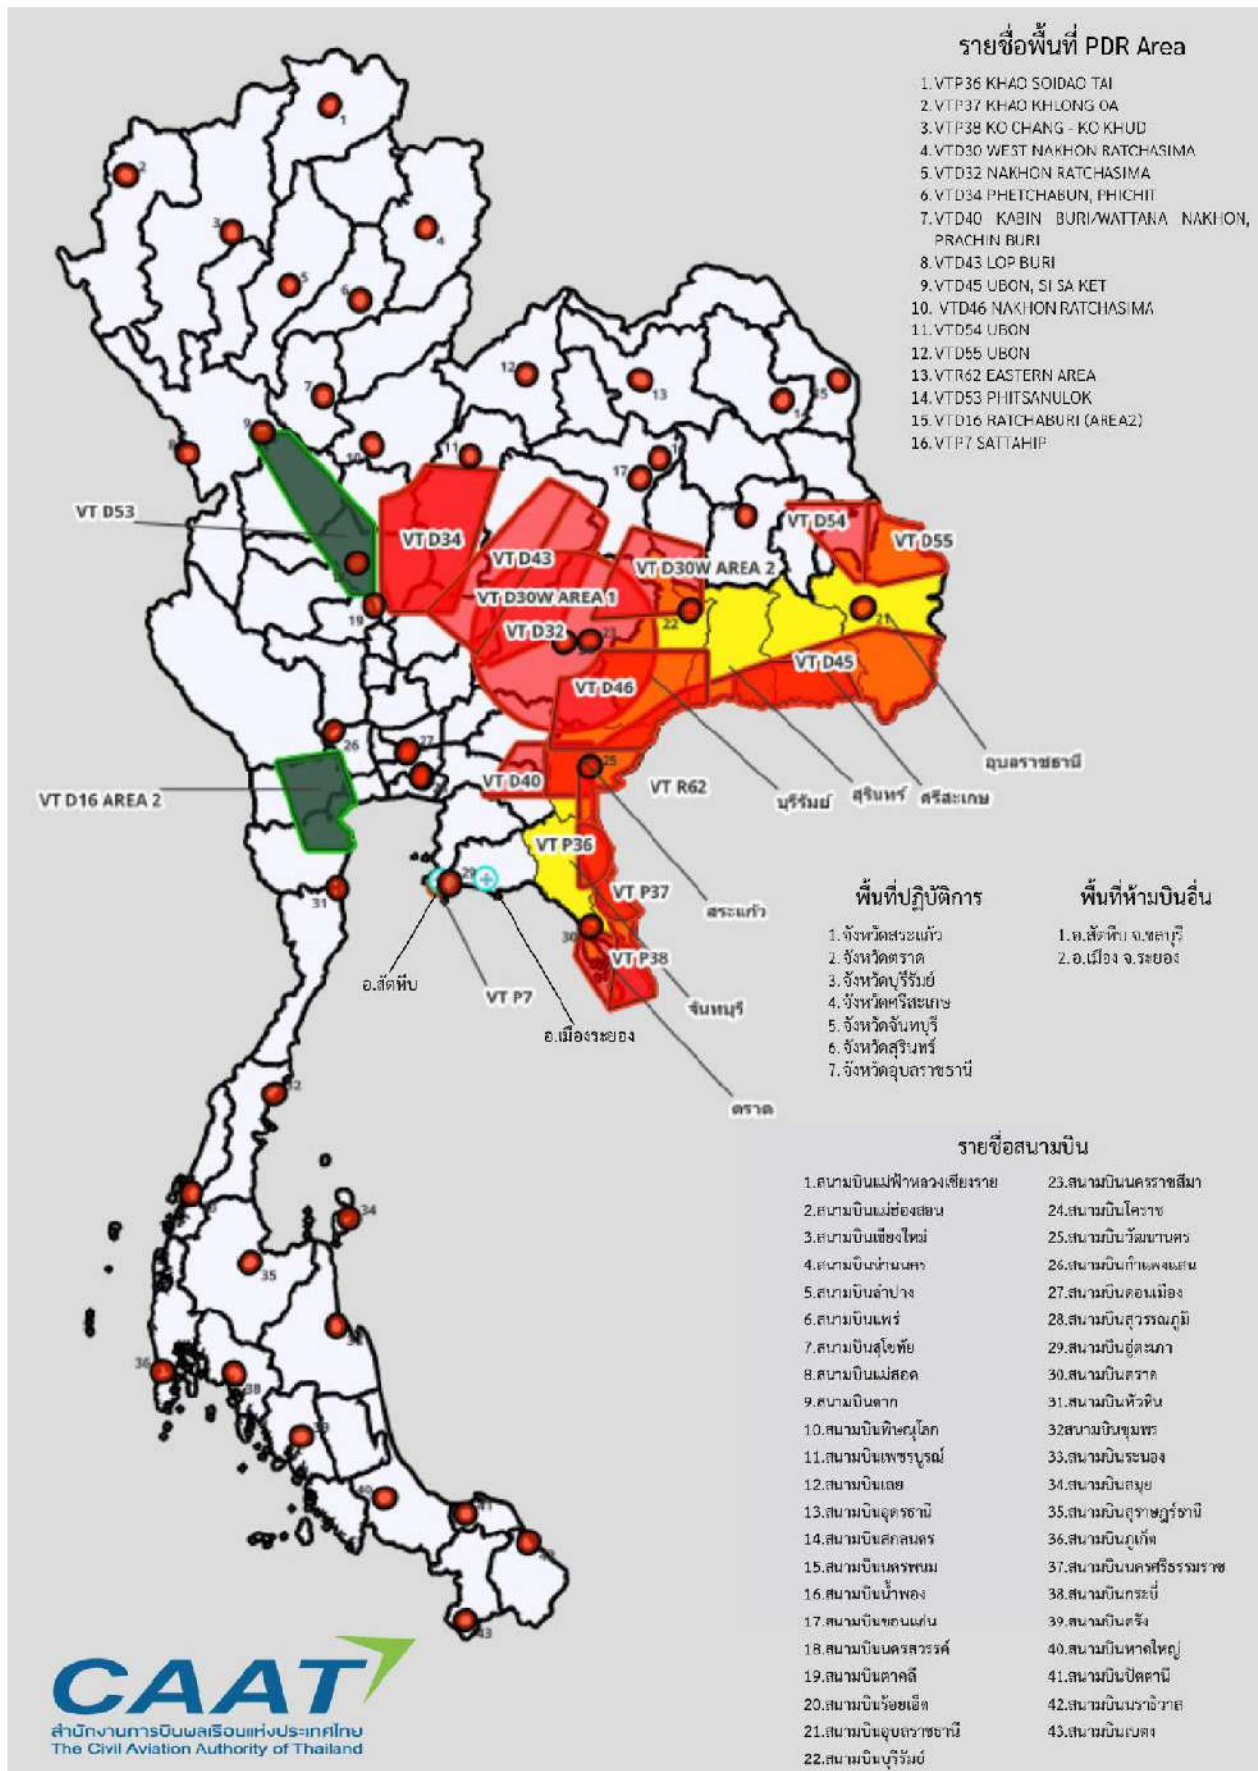 รายชื่อพื้นที่ PDR Area
1.VTP36 KHAO SOIDAO TAI
2.VTP37 KHAO KHLONG OA
3.VTP38 KO CHANG - KO KHUD
4.VTD30 WEST NAKHON RATCHASIMA
5.VTD32 NAKHON RATCHASIMA
6.VTD34 PHETCHABUN, PHICHIT
7.VTD40 KABIN BURI/WATTANA NAKHON,
PRACHIN BURI
8.VTD43 LOP BURI
9.VTD45 UBON, SI SA KET
10. VTD46 NAKHON RATCHASIMA
11.VTD54 UBON
12.VTD55 UBON
13.VTR62 EASTERN AREA
14.VTD53 PHITSANULOK
15.VTD16 RATCHABURI (AREA2)
16.VTP7 SATTAHIP
1
2
3
4
5
6
7
8
9
10
11
12
13
14
15
17
19
21
22
23
25
26
27
29
30
31
34
35
36
38
40
43
VT D53
VT D34
VT D43
VT D30W AREA 1
VT D30W AREA 2
VT D54
VT D55
VT D32
VT D46
VT D45
VT D40
VT R62
VT D16 AREA 2
VT P36
VT P37
VT P38
VT P7
อุบลราชธานี
ศรีสะเกษ
สุรินทร์
บุรีรัมย์
สระแก้ว
จันทบุรี
ตราด
อ.สัตหีบ
อ.เมืองระยอง
พื้นที่ปฏิบัติการ
1.จังหวัดสระแก้ว
2.จังหวัดตราด
3.จังหวัดบุรีรัมย์
4.จังหวัดศรีสะเกษ
5.จังหวัดจันทบุรี
6.จังหวัดสุรินทร์
7.จังหวัดอุบลราชธานี
พื้นที่ห้ามบินอื่น
1.อ.สัตหีบ จ.ชลบุรี
2.อ.เมือง จ.ระยอง
รายชื่อสนามบิน
1.สนามบินแม่ฟ้าหลวงเชียงราย
2.สนามบินแม่ฮ่องสอน
3.สนามบินเชียงใหม่
4.สนามบินน่านนคร
5.สนามบินลำปาง
6.สนามบินแพร่
7.สนามบินสุโขทัย
8.สนามบินแม่สอด
9.สนามบินตาก
10.สนามบินพิษณุโลก
11.สนามบินเพชรบูรณ์
12.สนามบินเลย
13.สนามบินอุดรธานี
14.สนามบินสกลนคร
15.สนามบินนครพนม
16.สนามบินน้ำพอง
17.สนามบินขอนแก่น
18.สนามบินนครสวรรค์
19.สนามบินตาคลี
20.สนามบินร้อยเอ็ด
21.สนามบินอุบลราชธานี
22.สนามบินบุรีรัมย์
23.สนามบินนครราชสีมา
24.สนามบินโคราช
25.สนามบินวัฒนานคร
26.สนามบินกำแพงแสน
27.สนามบินดอนเมือง
28.สนามบินสุวรรณภูมิ
29.สนามบินอู่ตะเภา
30.สนามบินตราด
31.สนามบินหัวหิน
32สนามบินชุมพร
33.สนามบินระนอง
34.สนามบินสมุย
35.สนามบินสุราษฎร์ธานี
36.สนามบินภูเก็ต
37.สนามบินนครศรีธรรมราช
38.สนามบินกระบี่
39.สนามบินตรัง
40.สนามบินหาดใหญ่
41.สนามบินปัตตานี
42.สนามบินนราธิวาส
43.สนามบินเบตง
CAAT
สำนักงานการบินพลเรือนแห่งประเทศไทย
The Civil Aviation Authority of Thailand